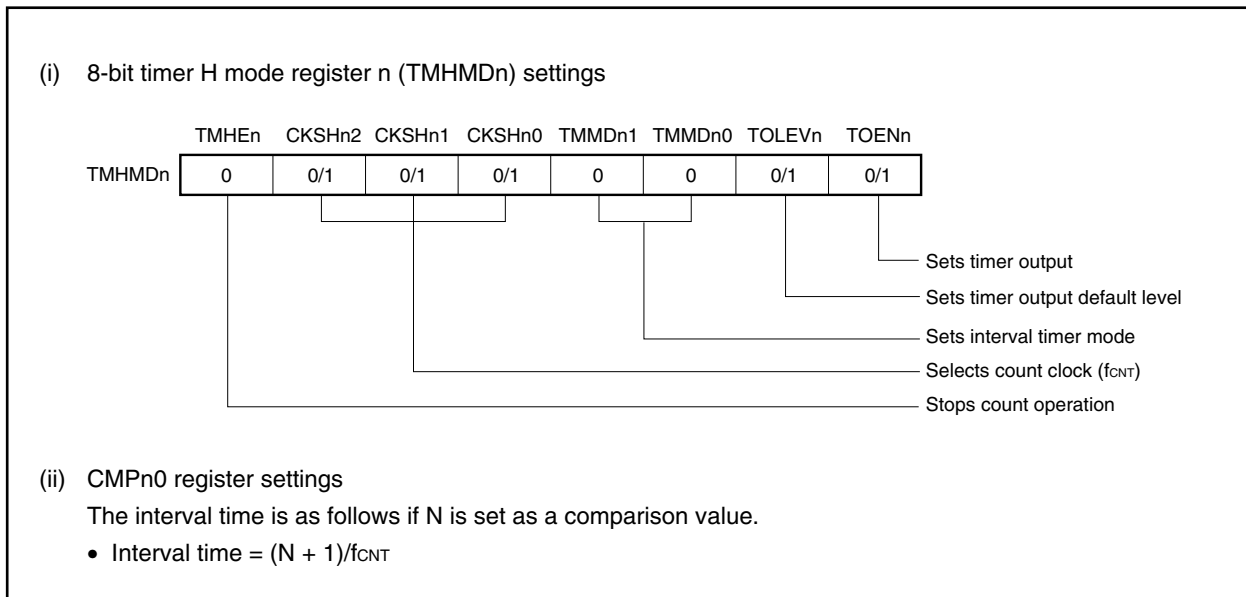 (i) 8-bit timer H mode register n (TMHMDn) settings
TMHEn CKSHn2 CKSHn1 CKSHn0 TMMDn1 TMMDn0 TOLEVn TOENn
TMHMDn 0 0/1 0/1 0/1 0 0 0/1 0/1
Sets timer output
Sets timer output default level
Sets interval timer mode
Selects count clock (fCNT)
Stops count operation
(ii) CMPn0 register settings
The interval time is as follows if N is set as a comparison value.
• Interval time = (N + 1)/fCNT